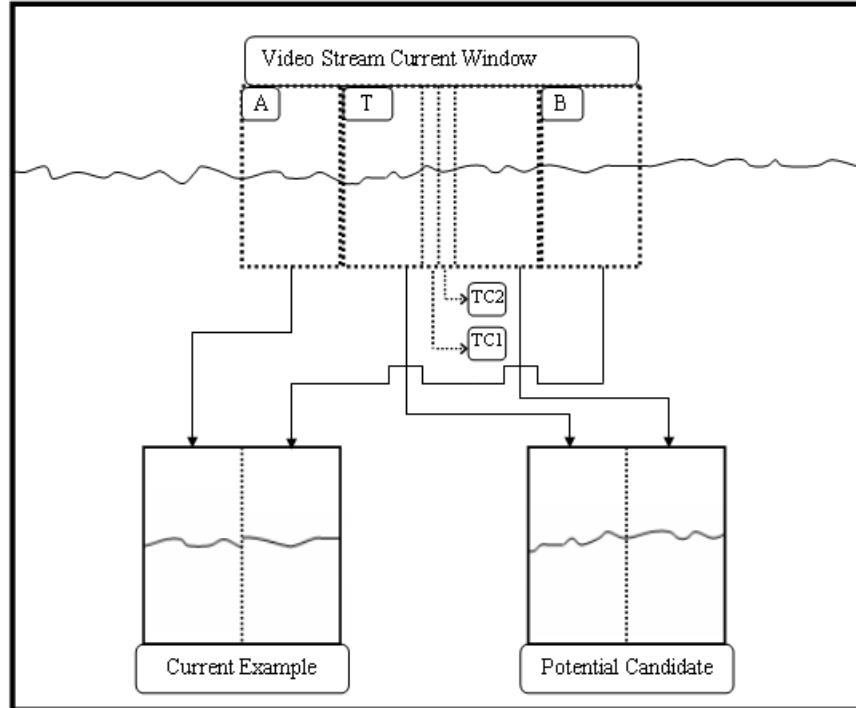 Video Stream Current Window
A
T
B
TC2
TC1
Current Example
Potential Candidate